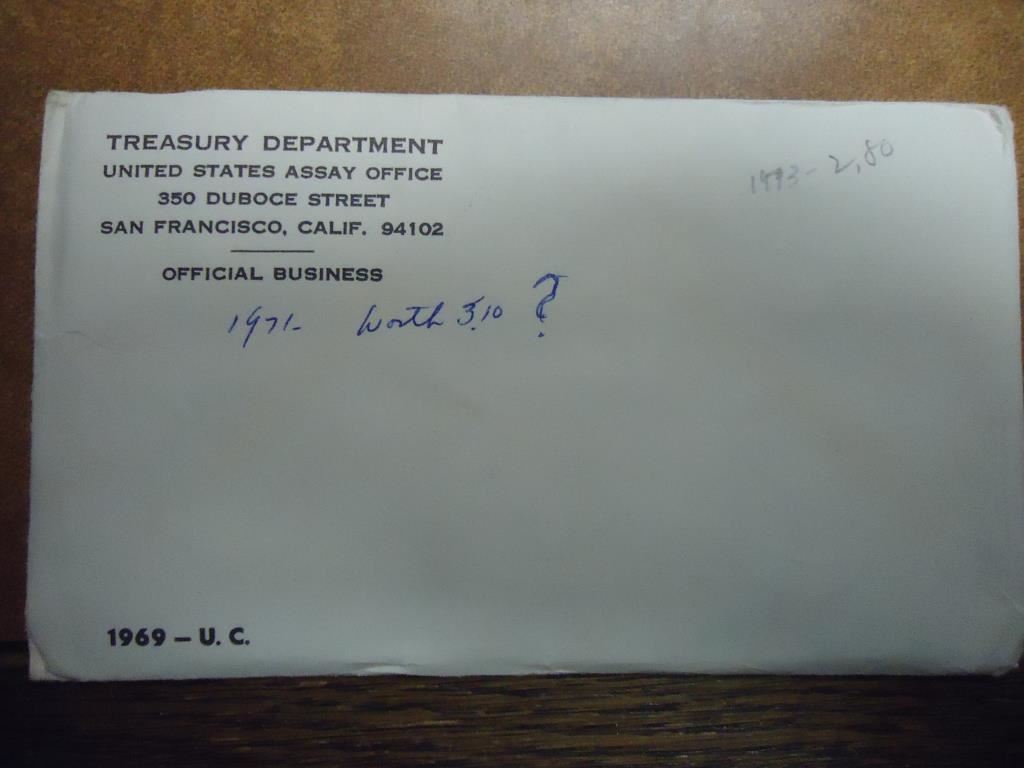 TREASURY DEPARTMENT
UNITED STATES ASSAY OFFICE
350 DUBOCE STREET
SAN FRANCISCO, CALIF. 94102
OFFICIAL BUSINESS
1993 - 2,80
1971- Worth 3.10 ?
1969 — U. C.